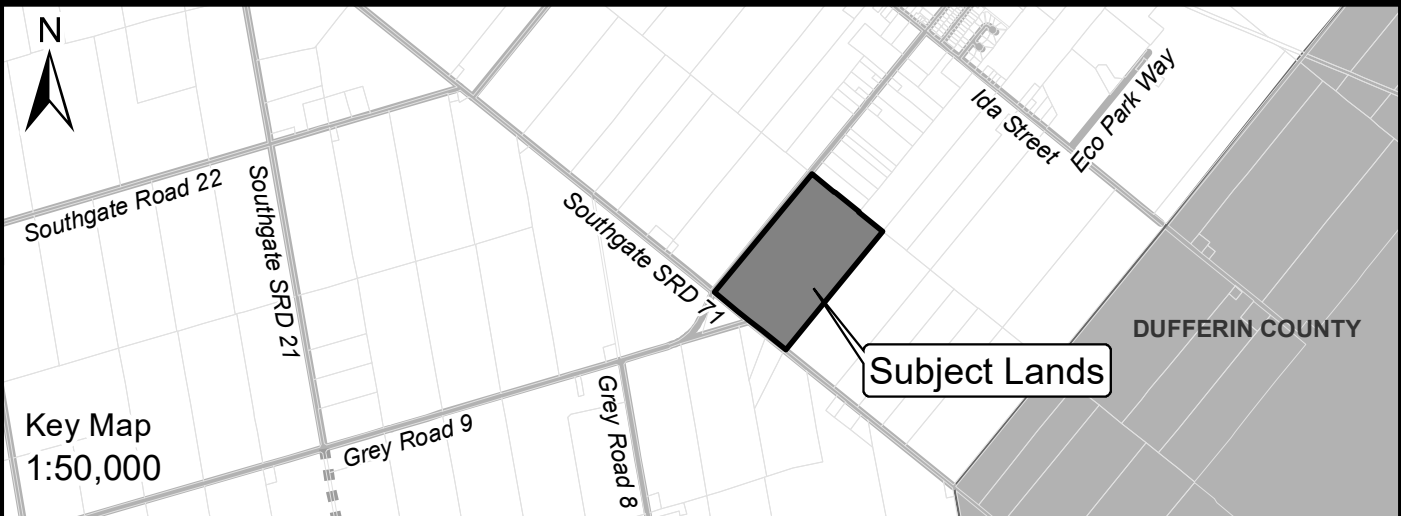 N
Ida Street
Eco Park Way
Southgate Road 22
Southgate SRD 21
Southgate SRD 71
DUFFERIN COUNTY
Subject Lands
Grey Road 9
Grey Road 8
Key Map
1:50,000